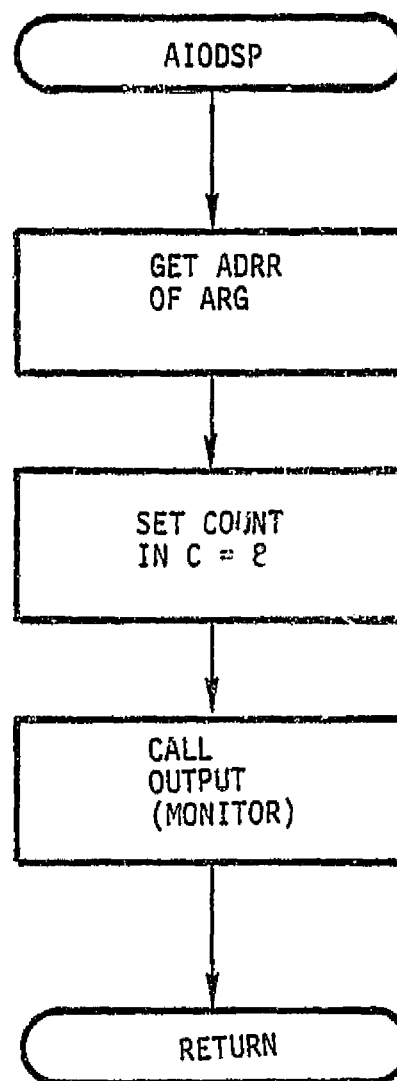 AIODSP
GET ADRR
OF ARG
SET COUNT
IN C = 8
CALL
OUTPUT
(MONITOR)
RETURN